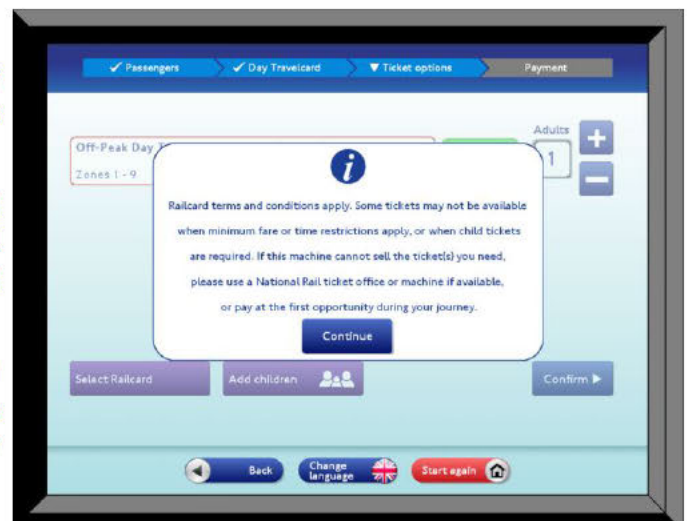 ✓ Passengers ✓ Day Travelcard ▼ Ticket options Payment
Adults
Off-Peak Day
Zones 1 - 9
1
Railcard terms and conditions apply. Some tickets may not be available
when minimum fare or time restrictions apply, or when child tickets
are required. If this machine cannot sell the ticket(s) you need,
please use a National Rail ticket office or machine if available,
or pay at the first opportunity during your journey.
Continue
Select Railcard Add children Confirm ▶
Back Change language Start again